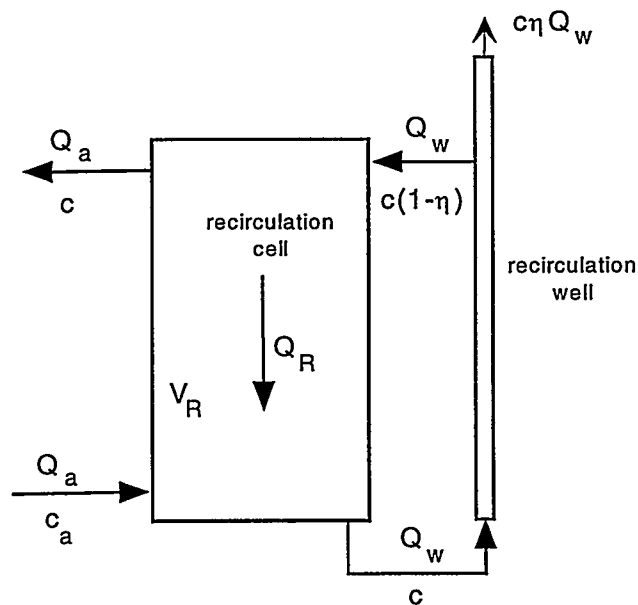 cηQ_w
Q_a
c
Q_w
c(1-η)
recirculation
cell
recirculation
well
Q_R
V_R
Q_a
c_a
Q_w
c